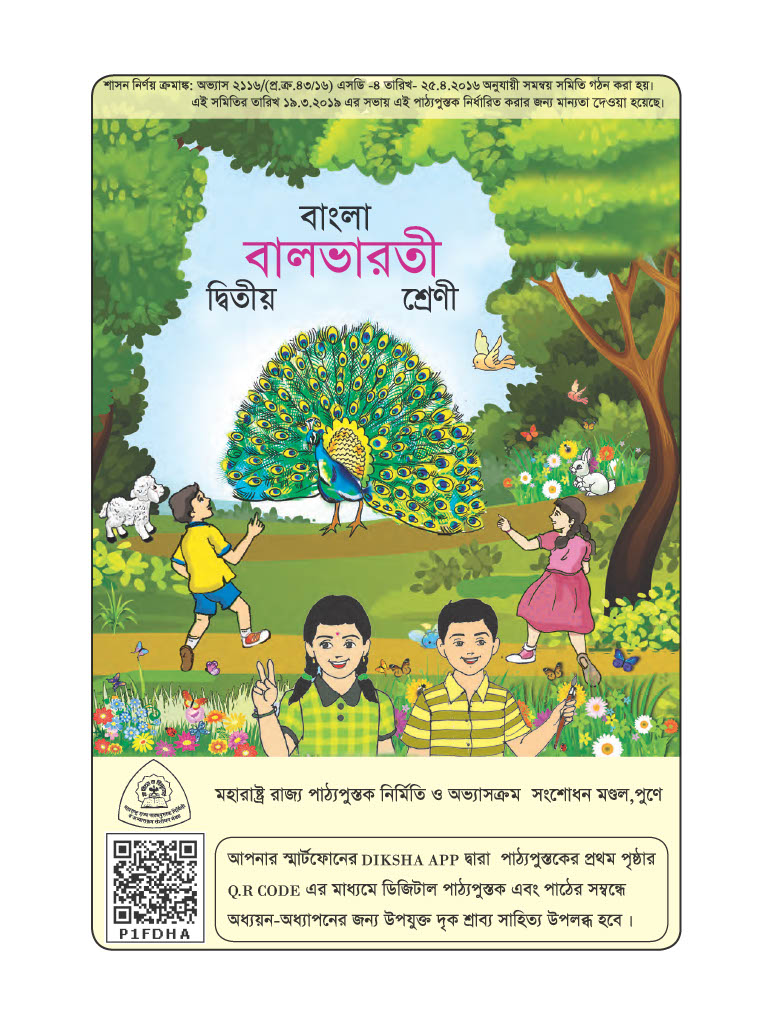 শাসন নির্ণয় ক্রমাঙ্ক: অভ্যাস ২১১৬/(প্র.ক্র.৪৩/১৬) এসডি -৪ তারিখ- ২৫.৪.২০১৬ অনুযায়ী সমন্বয় সমিতি গঠন করা হয়।
এই সমিতির তারিখ ১৯.৩.২০১৯ এর সভায় এই পাঠ্যপুস্তক নির্ধারিত করার জন্য মান্যতা দেওয়া হয়েছে।
বাংলা
বালভারতী
দ্বিতীয় শ্রেণী
মহারাষ্ট্র রাজ্য পাঠ্যপুস্তক নির্মিতি ও অভ্যাসক্রম সংশোধন মণ্ডল,পুণে
আপনার স্মার্টফোনের DIKSHA APP দ্বারা পাঠ্যপুস্তকের প্রথম পৃষ্ঠার
Q.R CODE এর মাধ্যমে ডিজিটাল পাঠ্যপুস্তক এবং পাঠের সম্বন্ধে
অধ্যয়ন-অধ্যাপনের জন্য উপযুক্ত দৃক শ্রাব্য সাহিত্য উপলব্ধ হবে ।
P1FDHA